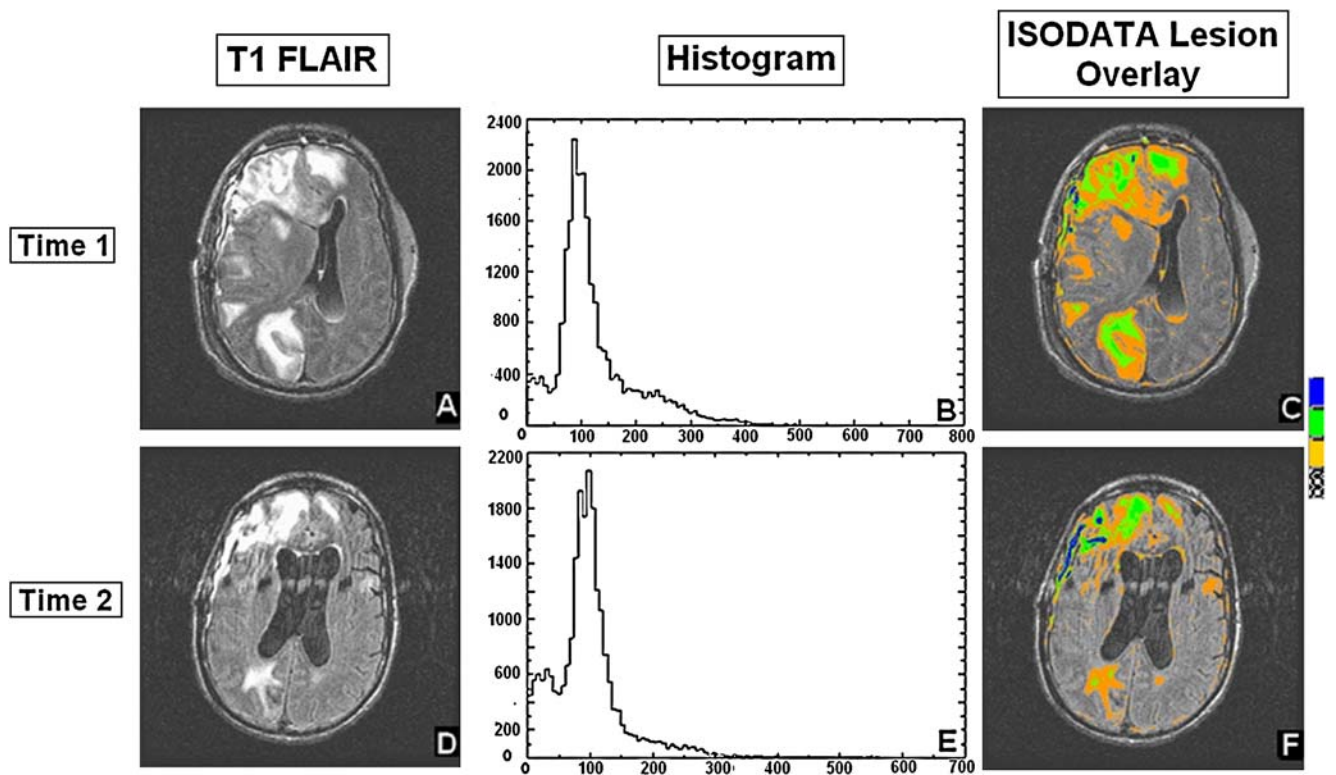 T1 FLAIR
Histogram
ISODATA Lesion
Overlay
Time 1
A
2400
2000
1600
1200
800
400
0
0 100 200 300 400 500 600 700 800
B
C
Time 2
D
2200
1800
1400
1000
600
200
0
0 100 200 300 400 500 600 700
E
F